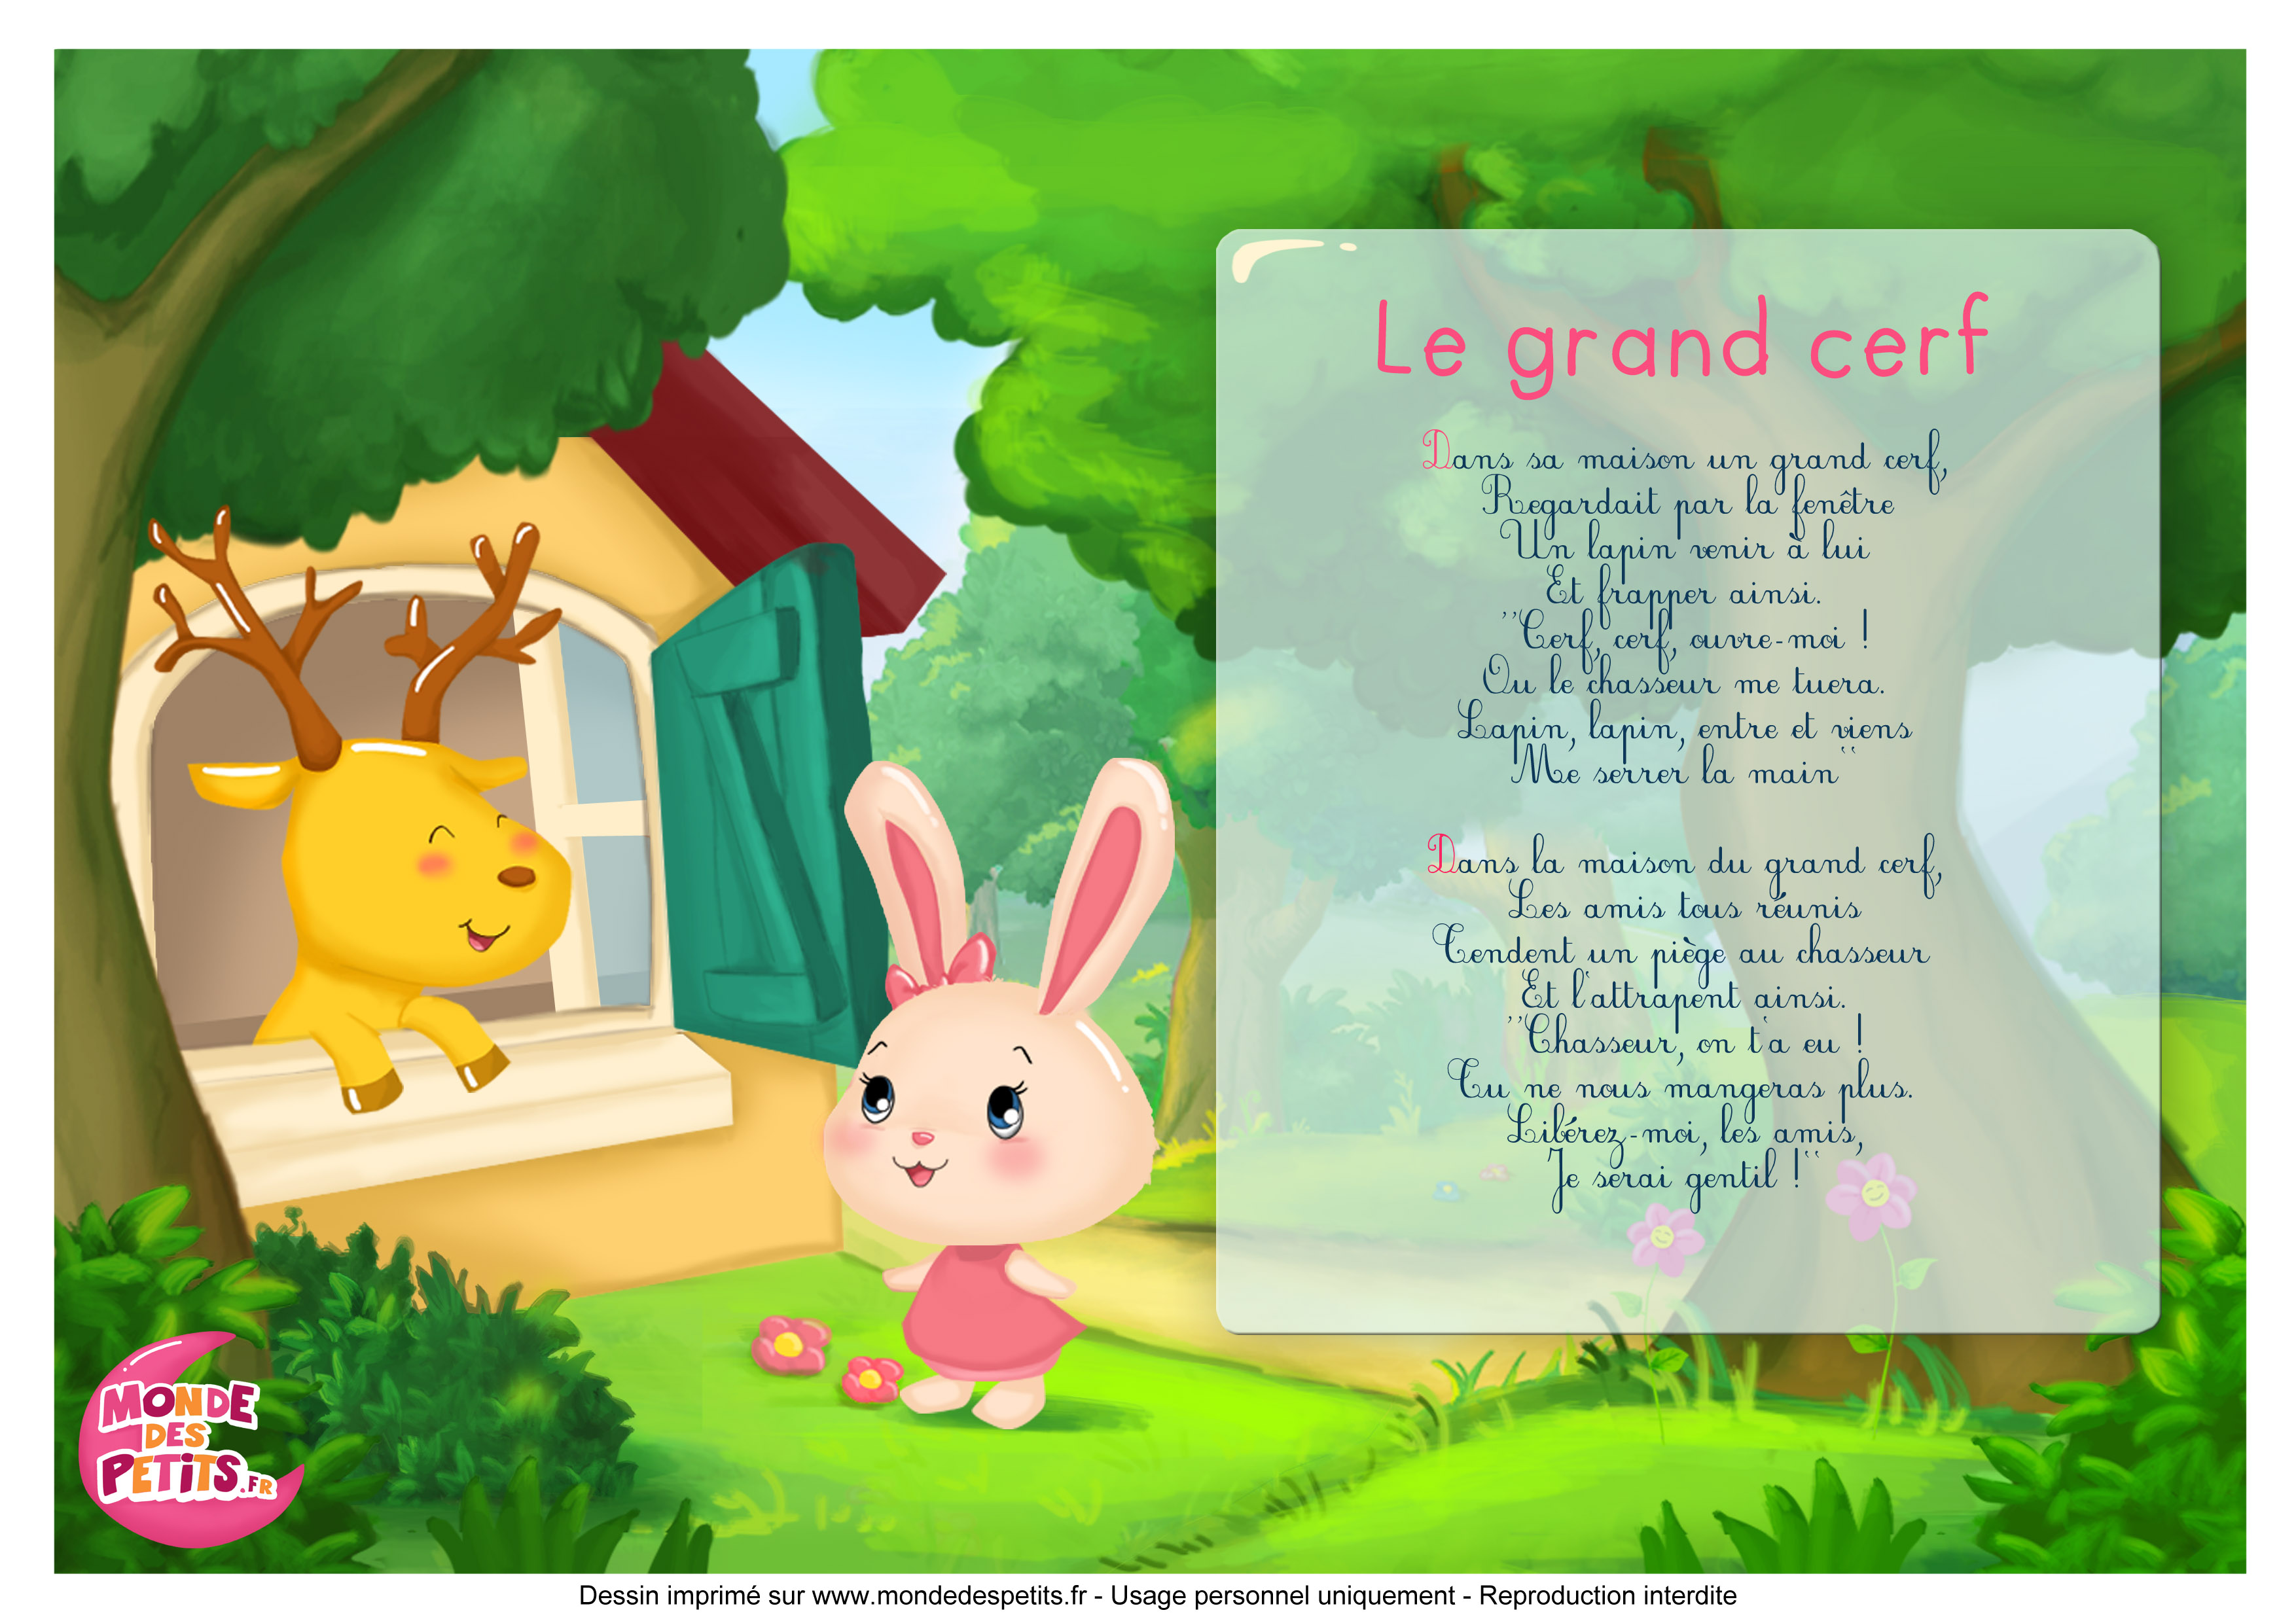 Le grand cerf
Dans sa maison un grand cerf,
Regardait par la fenêtre
Un lapin venir à lui
Et frapper ainsi.
''Cerf, cerf, ouvre-moi !
Ou le chasseur me tuera.
Lapin, lapin, entre et viens
Me serrer la main‘‘
Dans la maison du grand cerf,
Les amis tous réunis
Tendent un piège au chasseur
Et l‘attrapent ainsi.
''Chasseur, on t‘a eu !
Tu ne nous mangeras plus.
Libérez-moi, les amis,
Je serai gentil !‘‘
MONDE
DES
PETiTS.FR
Dessin imprimé sur www.mondedespetits.fr - Usage personnel uniquement - Reproduction interdite